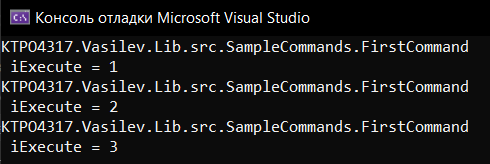 Консоль отладки Microsoft Visual Studio
KTPO4317.Vasilev.Lib.src.SampleCommands.FirstCommand
 iExecute = 1
KTPO4317.Vasilev.Lib.src.SampleCommands.FirstCommand
 iExecute = 2
KTPO4317.Vasilev.Lib.src.SampleCommands.FirstCommand
 iExecute = 3